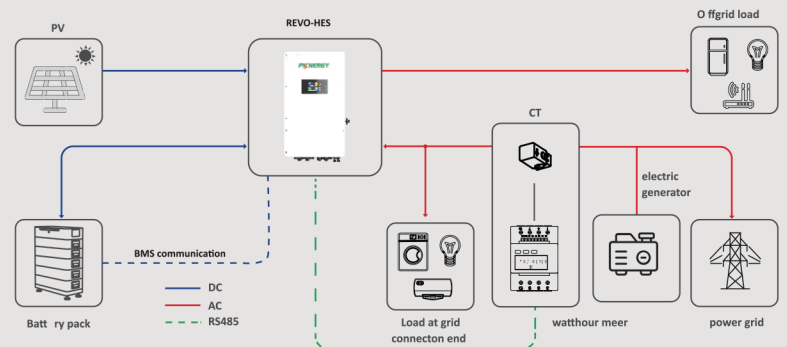 PV
REVO-HES
O ffgrid load
PYENERGY
CT
electric
generator
BMS communication
DC
AC
RS485
Batt ry pack
Load at grid
connecton end
watthour meer
power grid